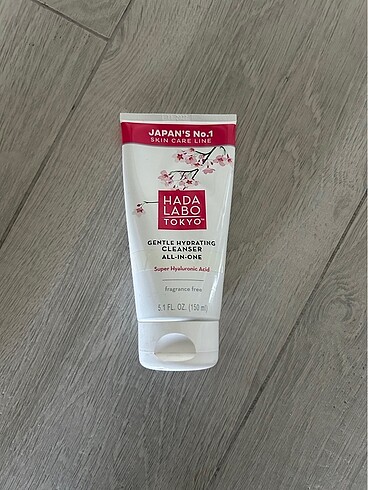 JAPAN'S No.1
SKIN CARE LINE
HADA
LABO
TOKYO™
GENTLE HYDRATING
CLEANSER
ALL-IN-ONE
Super Hyaluronic Acid
fragrance free
5.1 FL. OZ. (150 ml)